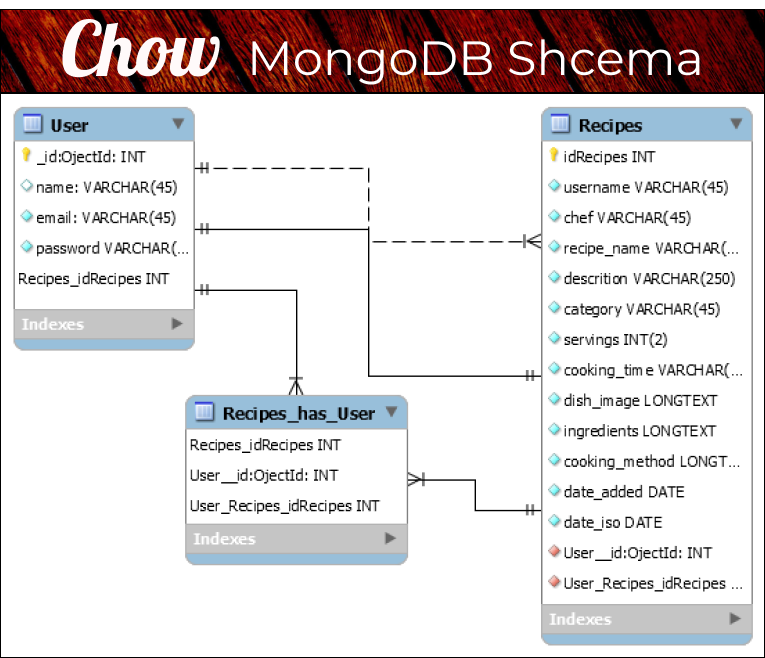 Chow MongoDB Shcema
User
_id:OjectId: INT
name: VARCHAR(45)
email: VARCHAR(45)
password VARCHAR(...
Recipes_idRecipes INT
Indexes
Recipes_has_User
Recipes_idRecipes INT
User__id:OjectId: INT
User_Recipes_idRecipes INT
Indexes
Recipes
idRecipes INT
username VARCHAR(45)
chef VARCHAR(45)
recipe_name VARCHAR(...
descrition VARCHAR(250)
category VARCHAR(45)
servings INT(2)
cooking_time VARCHAR(...
dish_image LONGTEXT
ingredients LONGTEXT
cooking_method LONGT...
date_added DATE
date_iso DATE
User__id:OjectId: INT
User_Recipes_idRecipes ...
Indexes